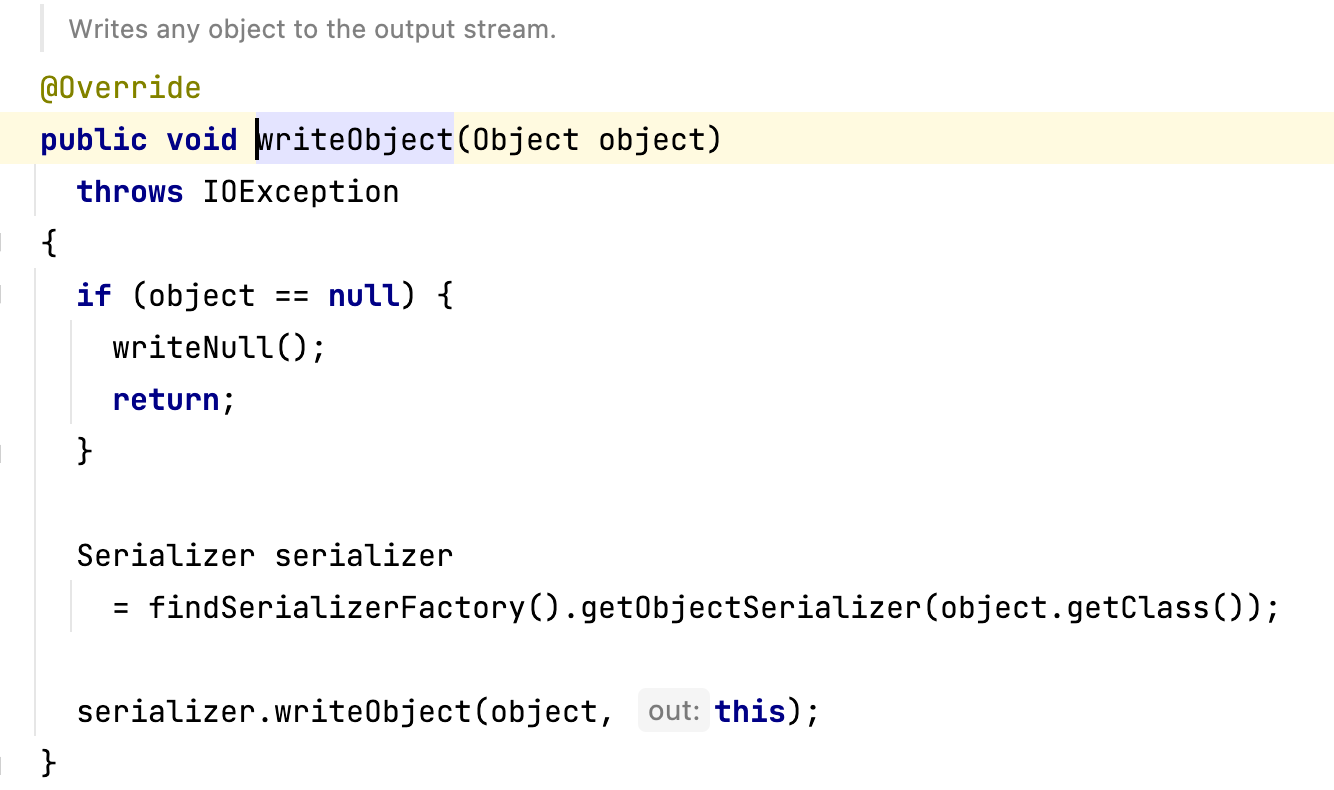 Writes any object to the output stream.
@Override
public void writeObject(Object object)
throws IOException
{
if (object == null) {
writeNull();
return;
}
Serializer serializer
= findSerializerFactory().getObjectSerializer(object.getClass());
serializer.writeObject(object, out: this);
}